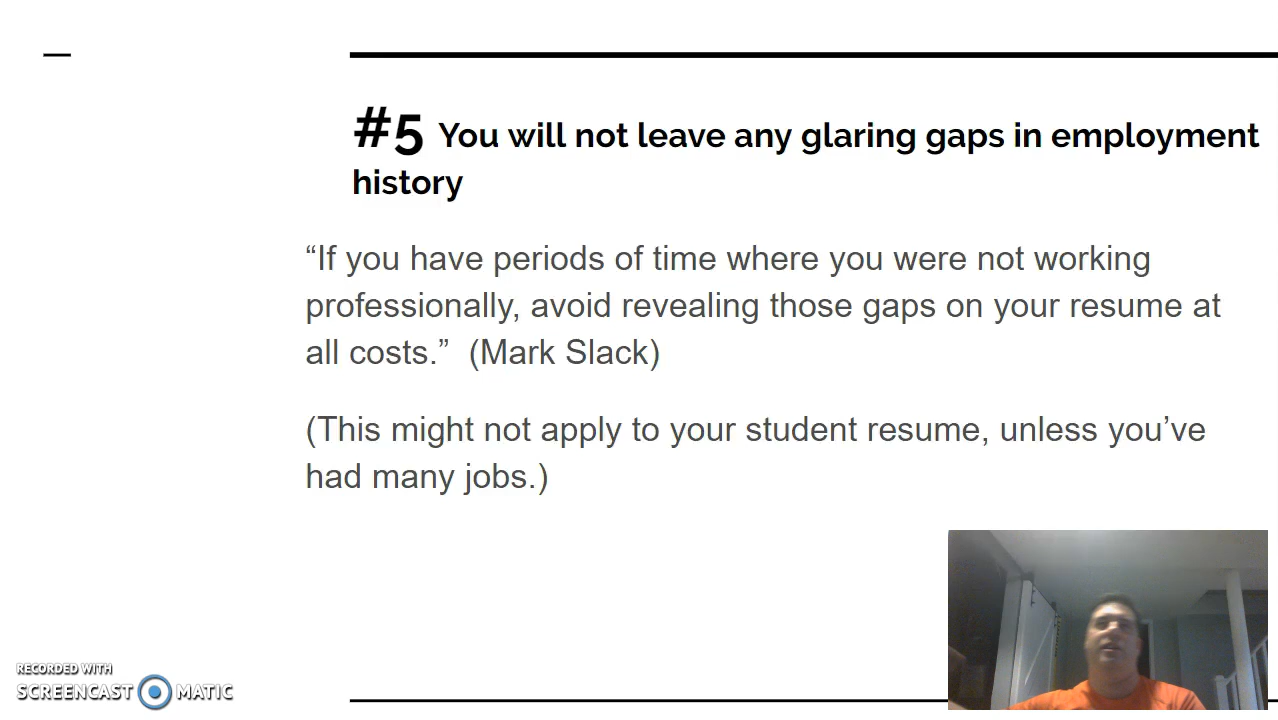 #5 You will not leave any glaring gaps in employment
history
“If you have periods of time where you were not working
professionally, avoid revealing those gaps on your resume at
all costs.”  (Mark Slack)
(This might not apply to your student resume, unless you’ve
had many jobs.)
RECORDED WITH
SCREENCAST MATIC